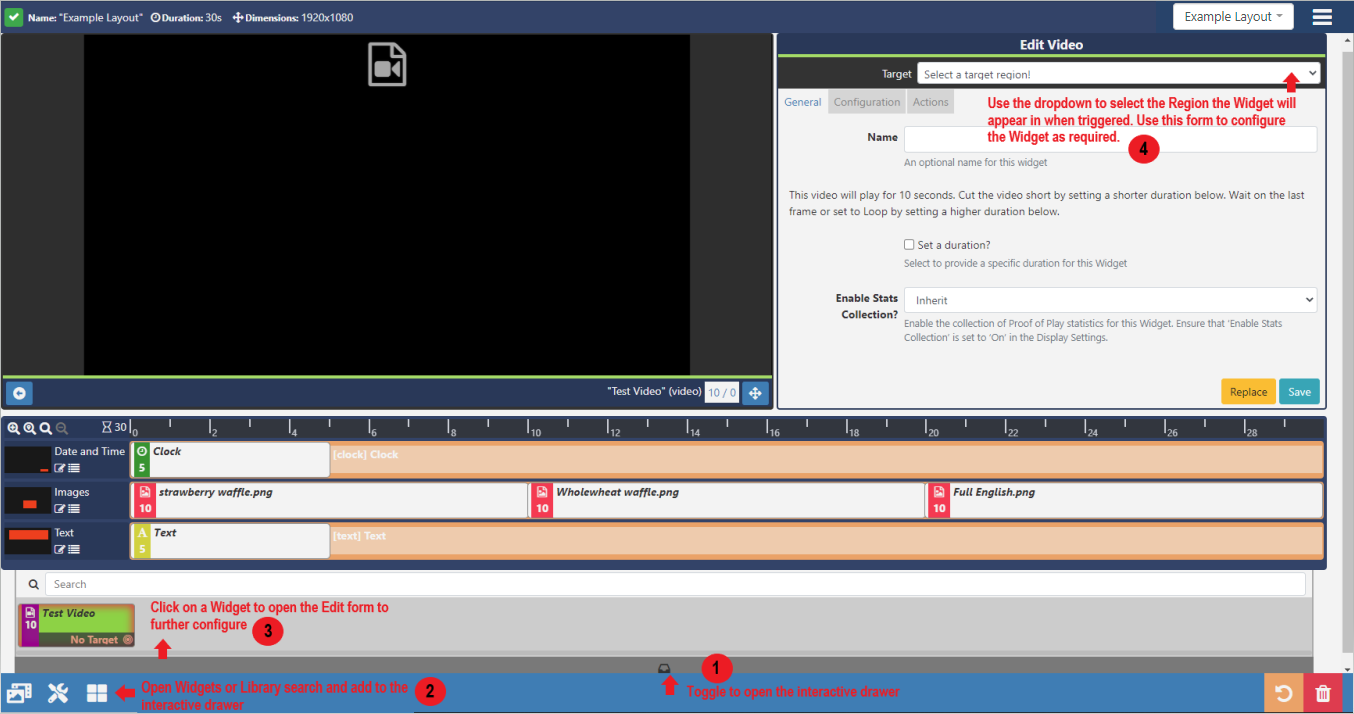 Name: "Example Layout" Duration: 30s Dimensions: 1920x1080
Example Layout
Edit Video
Target Select a target region!
General Configuration Actions
Use the dropdown to select the Region the Widget will
appear in when triggered. Use this form to configure
the Widget as required.
4
Name
An optional name for this widget
This video will play for 10 seconds. Cut the video short by setting a shorter duration below. Wait on the last
frame or set to Loop by setting a higher duration below.
Set a duration?
Select to provide a specific duration for this Widget
Enable Stats
Collection?
Inherit
Enable the collection of Proof of Play statistics for this Widget. Ensure that 'Enable Stats
Collection' is set to 'On' in the Display Settings.
"Test Video" (video) 10 / 0
Replace Save
30 0 2 4 6 8 10 12 14 16 18 20 22 24 26 28
Date and Time
Clock
5
[clock] Clock
Images
strawberry waffle.png
10
Wholewheat waffle.png
10
Full English.png
10
Text
A Text
5
[text] Text
Search
Test Video
10
No Target
Click on a Widget to open the Edit form to
further configure
3
1
Toggle to open the interactive drawer
Open Widgets or Library search and add to the
interactive drawer
2